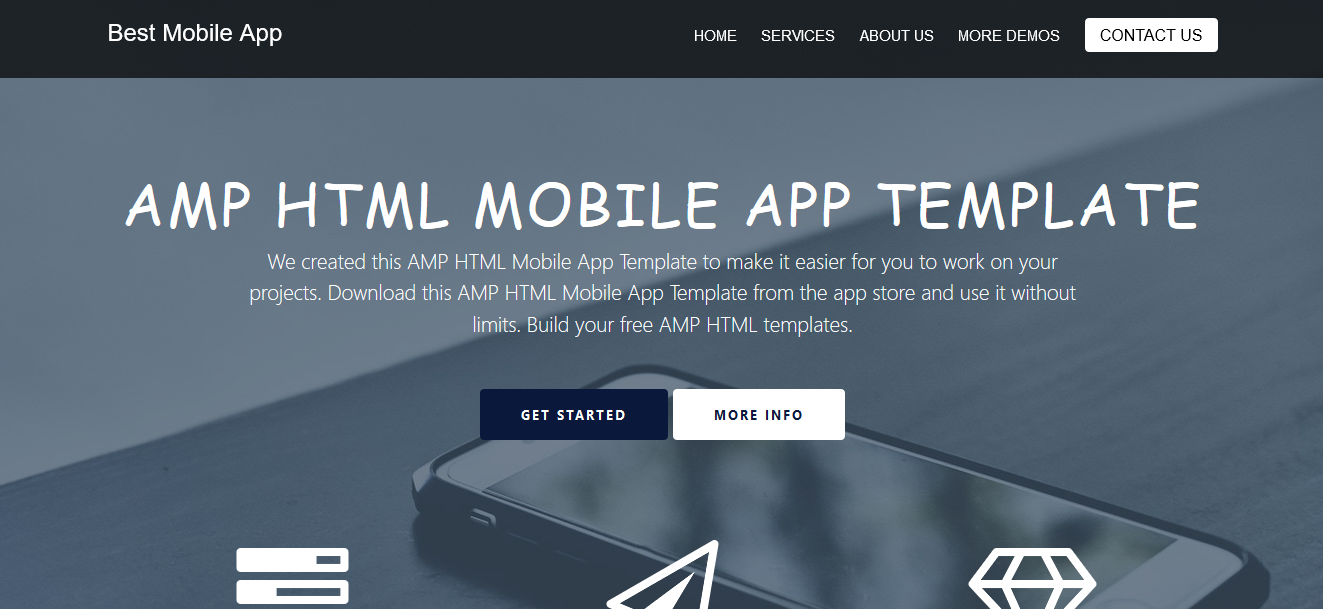 Best Mobile App
HOME SERVICES ABOUT US MORE DEMOS CONTACT US
AMP HTML MOBILE APP TEMPLATE
We created this AMP HTML Mobile App Template to make it easier for you to work on your
projects. Download this AMP HTML Mobile App Template from the app store and use it without
limits. Build your free AMP HTML templates.
GET STARTED MORE INFO